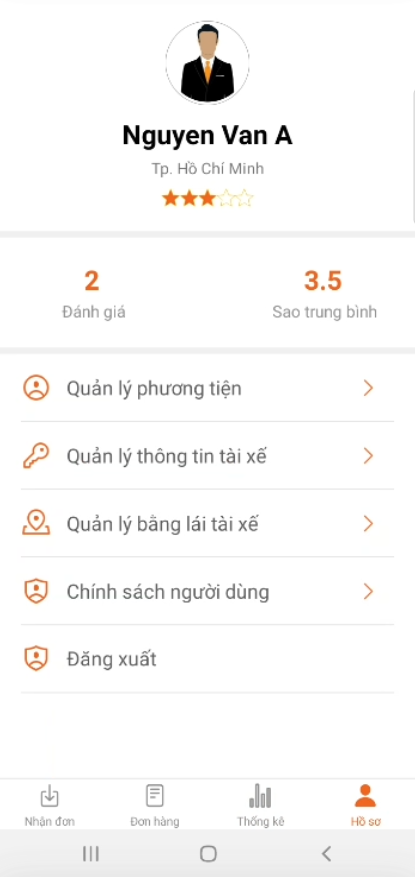 Nguyen Van A
Tp. Hồ Chí Minh
2
3.5
Đánh giá
Sao trung bình
Quản lý phương tiện
Quản lý thông tin tài xế
Quản lý bằng lái tài xế
Chính sách người dùng
Đăng xuất
Nhận đơn
Đơn hàng
Thống kê
Hồ sơ